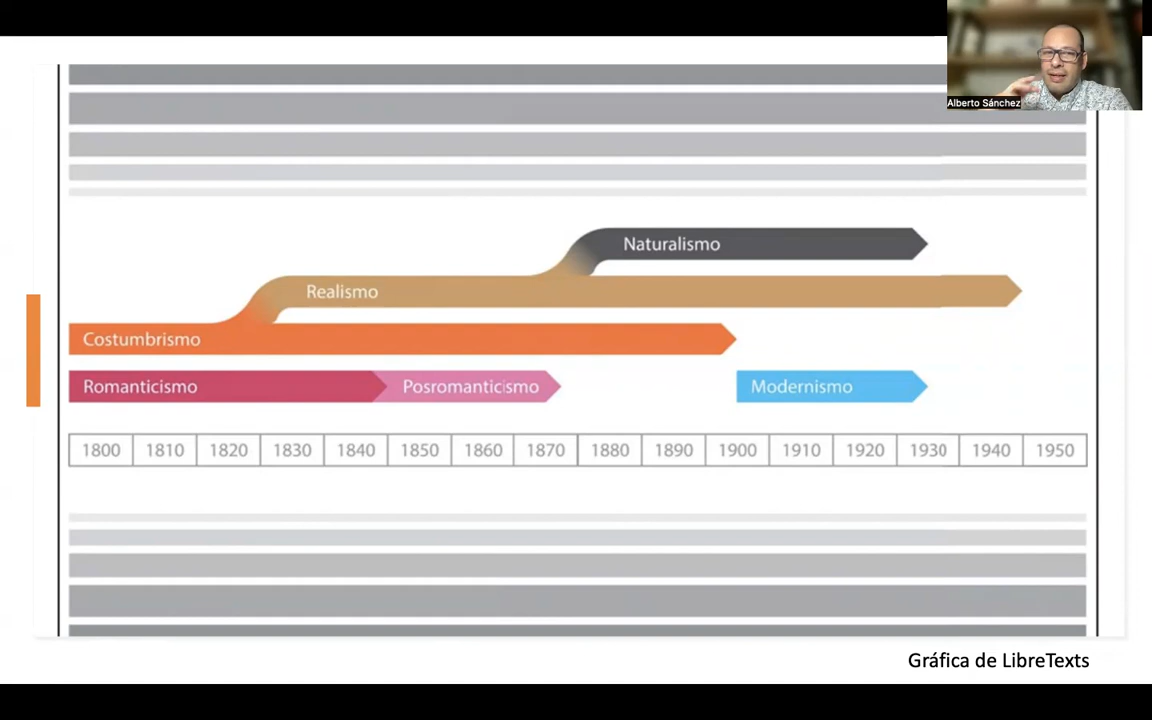 Alberto Sánchez
Naturalismo
Realismo
Costumbrismo
Romanticismo Posromanticismo Modernismo
1800 1810 1820 1830 1840 1850 1860 1870 1880 1890 1900 1910 1920 1930 1940 1950
Gráfica de LibreTexts